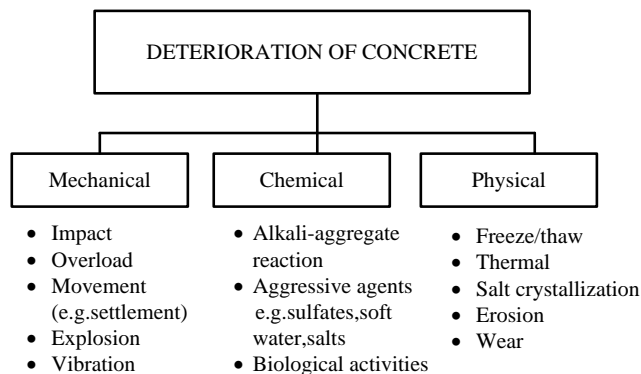 DETERIORATION OF CONCRETE
Mechanical
Chemical
Physical
• Impact
• Overload
• Movement
(e.g.settlement)
• Explosion
• Vibration
• Alkali-aggregate
reaction
• Aggressive agents
e.g.sulfates,soft
water,salts
• Biological activities
• Freeze/thaw
• Thermal
• Salt crystallization
• Erosion
• Wear